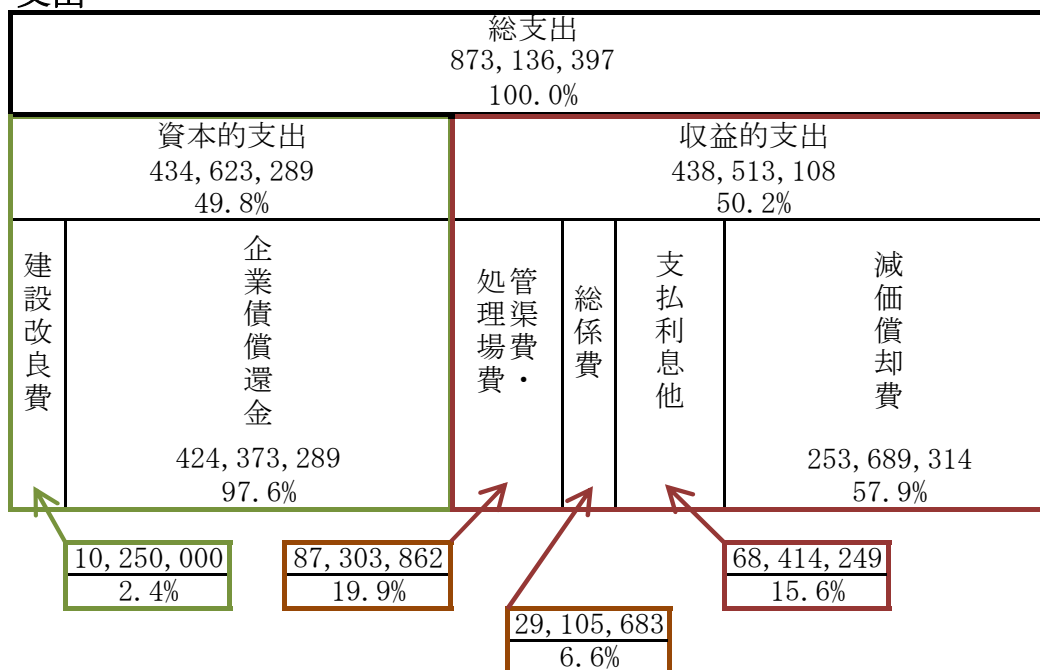 支出
総支出
873,136,397
100.0%
資本的支出
434,623,289
49.8%
収益的支出
438,513,108
50.2%
建設改良費
企業債償還金
424,373,289
97.6%
管渠費・
処理場費
総係費
支払利息他
減価償却費
253,689,314
57.9%
10,250,000
2.4%
87,303,862
19.9%
29,105,683
6.6%
68,414,249
15.6%